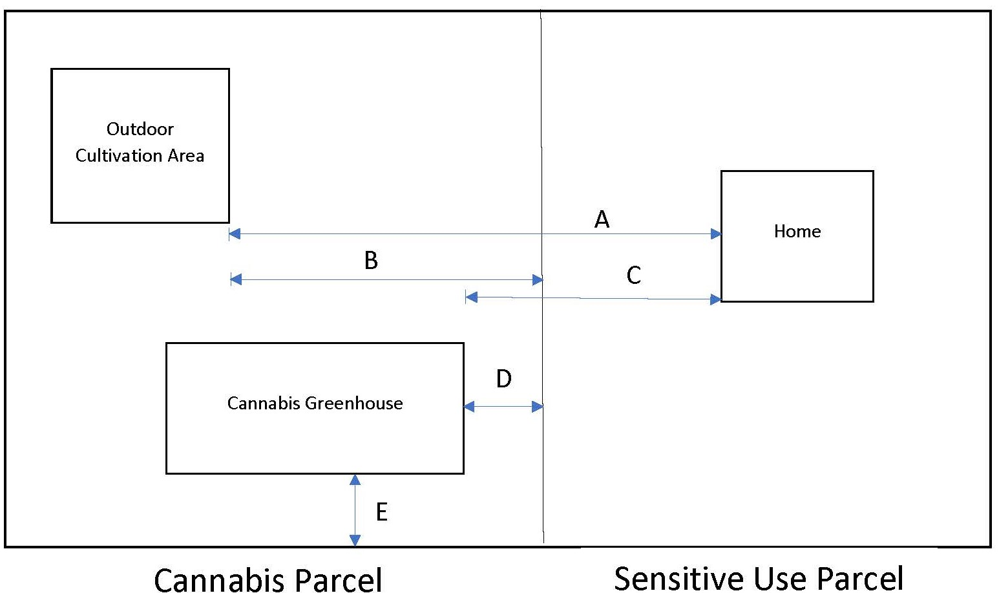 Outdoor
Cultivation Area
A
Home
B
C
D
Cannabis Greenhouse
E
Cannabis Parcel
Sensitive Use Parcel